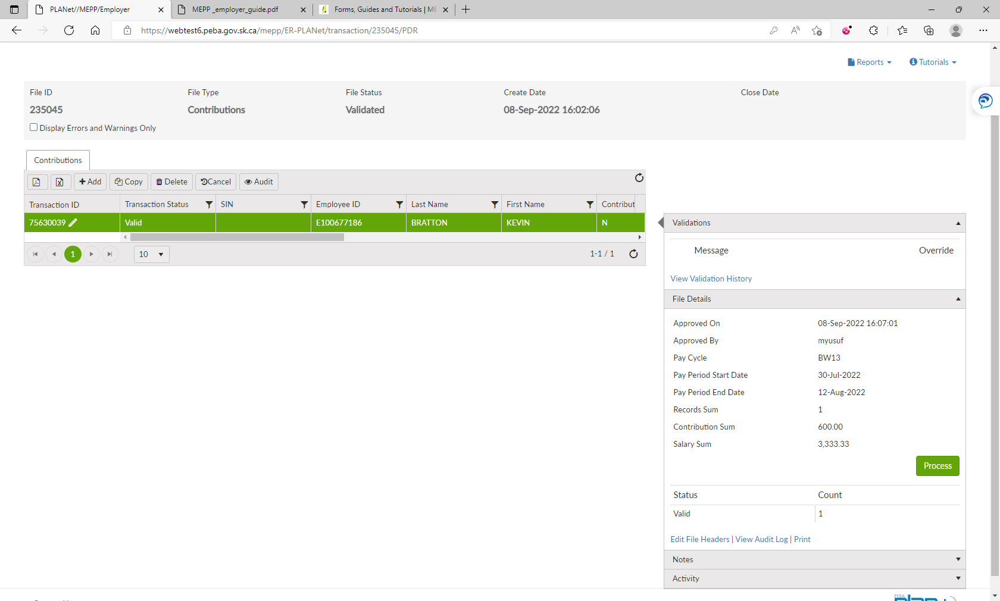 PLANet//MEPP/Employer
MEPP _employer_guide.pdf
Forms, Guides and Tutorials | ME
https://webtest6.peba.gov.sk.ca/mepp/ER-PLANet/transaction/235045/PDR
Reports
Tutorials
File ID File Type File Status Create Date Close Date
235045 Contributions Validated 08-Sep-2022 16:02:06
Display Errors and Warnings Only
Contributions
Add Copy Delete Cancel Audit
Transaction ID Transaction Status SIN Employee ID Last Name First Name Contribut
75630039 Valid E100677186 BRATTON KEVIN N
1 10 1-1 / 1
Validations
Message Override
View Validation History
File Details
Approved On 08-Sep-2022 16:07:01
Approved By myusuf
Pay Cycle BW13
Pay Period Start Date 30-Jul-2022
Pay Period End Date 12-Aug-2022
Records Sum 1
Contribution Sum 600.00
Salary Sum 3,333.33
Process
Status Count
Valid 1
Edit File Headers | View Audit Log | Print
Notes
Activity
PEBA